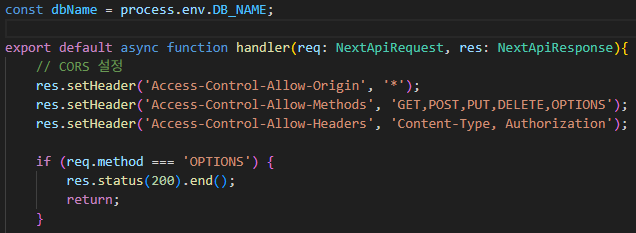 const dbName = process.env.DB_NAME;
export default async function handler(req: NextApiRequest, res: NextApiResponse){
// CORS 설정
res.setHeader('Access-Control-Allow-Origin', '*');
res.setHeader('Access-Control-Allow-Methods', 'GET,POST,PUT,DELETE,OPTIONS');
res.setHeader('Access-Control-Allow-Headers', 'Content-Type, Authorization');
if (req.method === 'OPTIONS') {
res.status(200).end();
return;
}